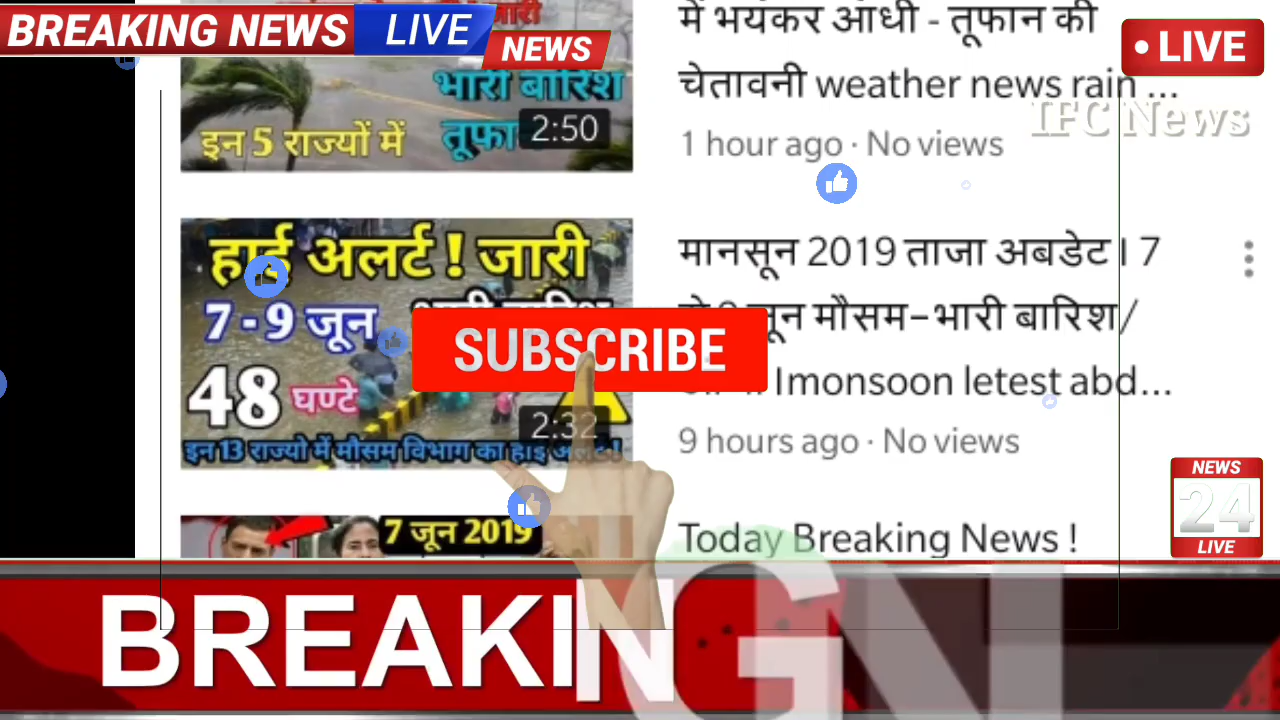 BREAKING NEWS
LIVE
NEWS
LIVE
IFC News
जारी
भारी बारिश
इन 5 राज्यों में
2:50
में भयंकर आंधी - तूफान की
चेतावनी weather news rain ...
1 hour ago · No views
हाई अलर्ट ! जारी
7-9 जून
भारी बारिश
48 घण्टे
2:32
इन 13 राज्यो में मौसम विभाग का हाइ अलर्ट !
SUBSCRIBE
मानसून 2019 ताजा अबडेट । 7
जून मौसम-भारी बारिश/
monsoon letest abd...
9 hours ago · No views
7 जून 2019
Today Breaking News !
NEWS
24
LIVE
BREAKING N